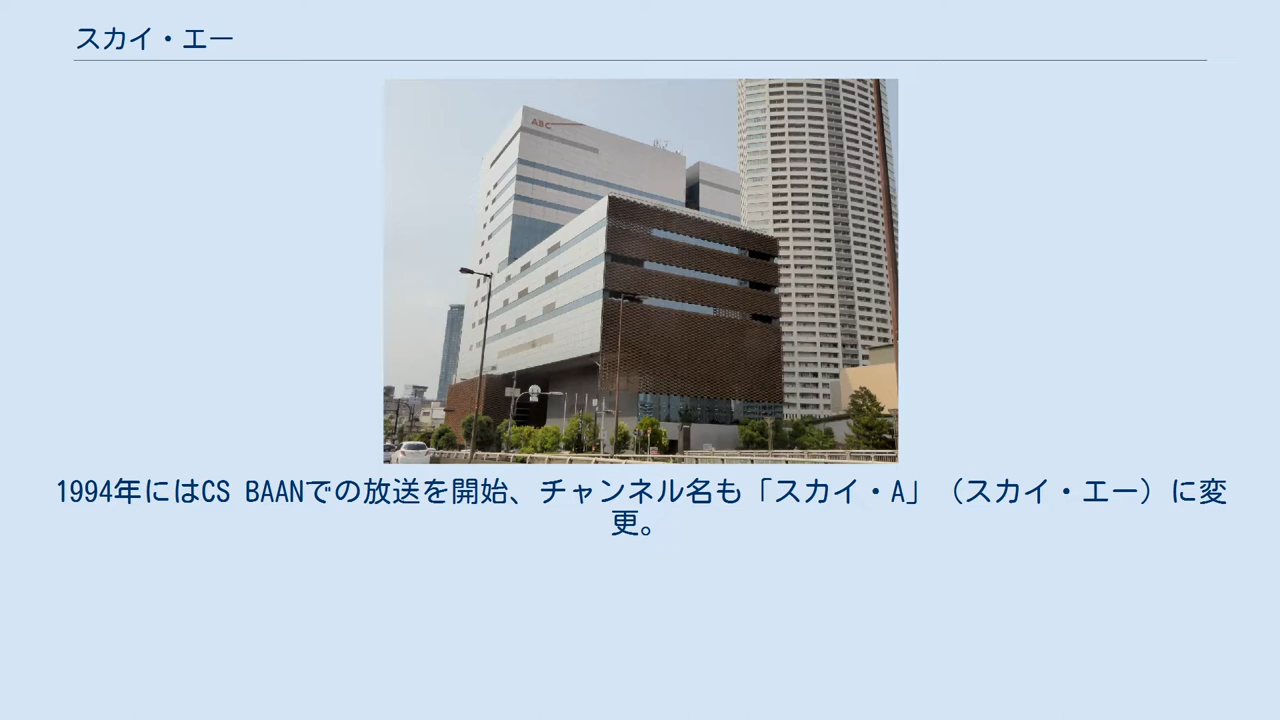 スカイ・エー
ABC
1994年にはCS BAANでの放送を開始、チャンネル名も「スカイ・A」（スカイ・エー）に変
更。